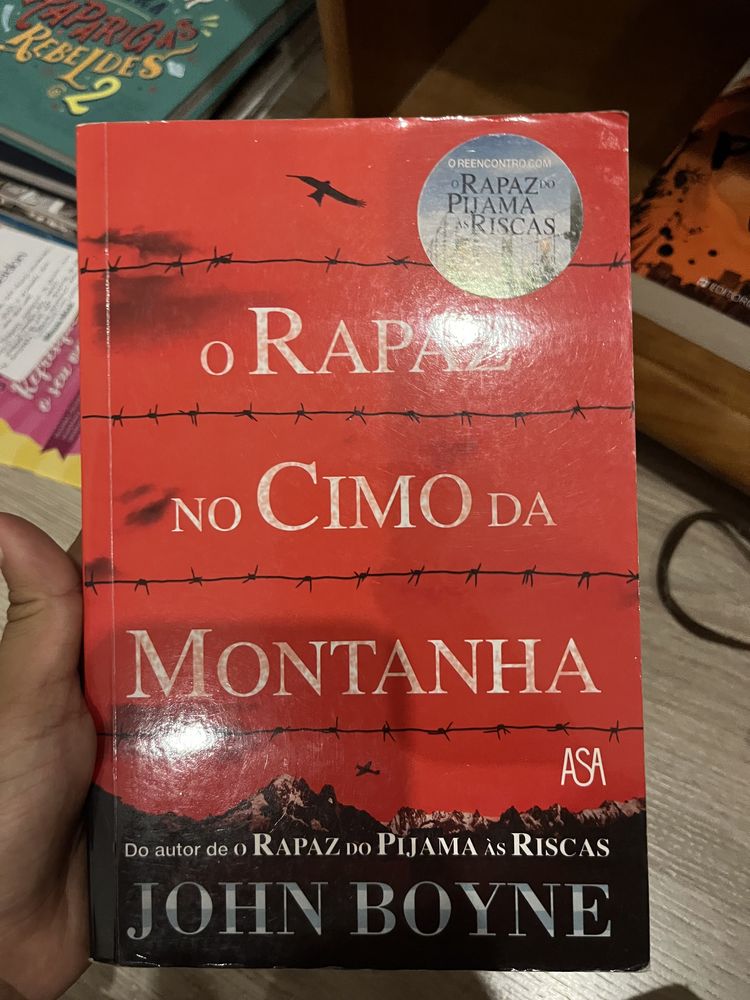 RAPARIGAS
REBELDES
2
O REENCONTRO COM
O RAPAZ DO
PIJAMA
ÀS RISCAS
O RAPAZ
NO CIMO DA
MONTANHA
ASA
Do autor de O RAPAZ DO PIJAMA ÀS RISCAS
JOHN BOYNE